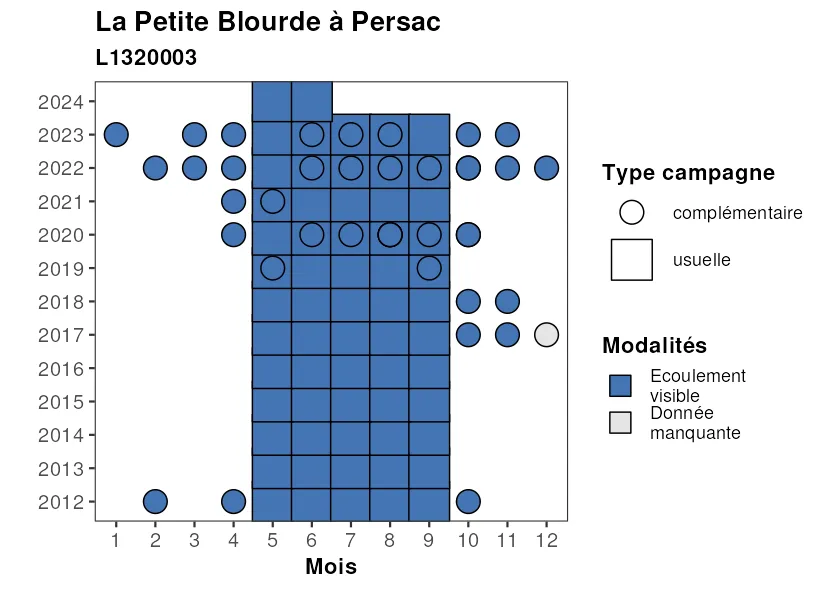 La Petite Blourde à Persac
L1320003
2024
2023
2022
2021
2020
2019
2018
2017
2016
2015
2014
2013
2012
1 2 3 4 5 6 7 8 9 10 11 12
Mois
Type campagne
complémentaire
usuelle
Modalités
Ecoulement
visible
Donnée
manquante